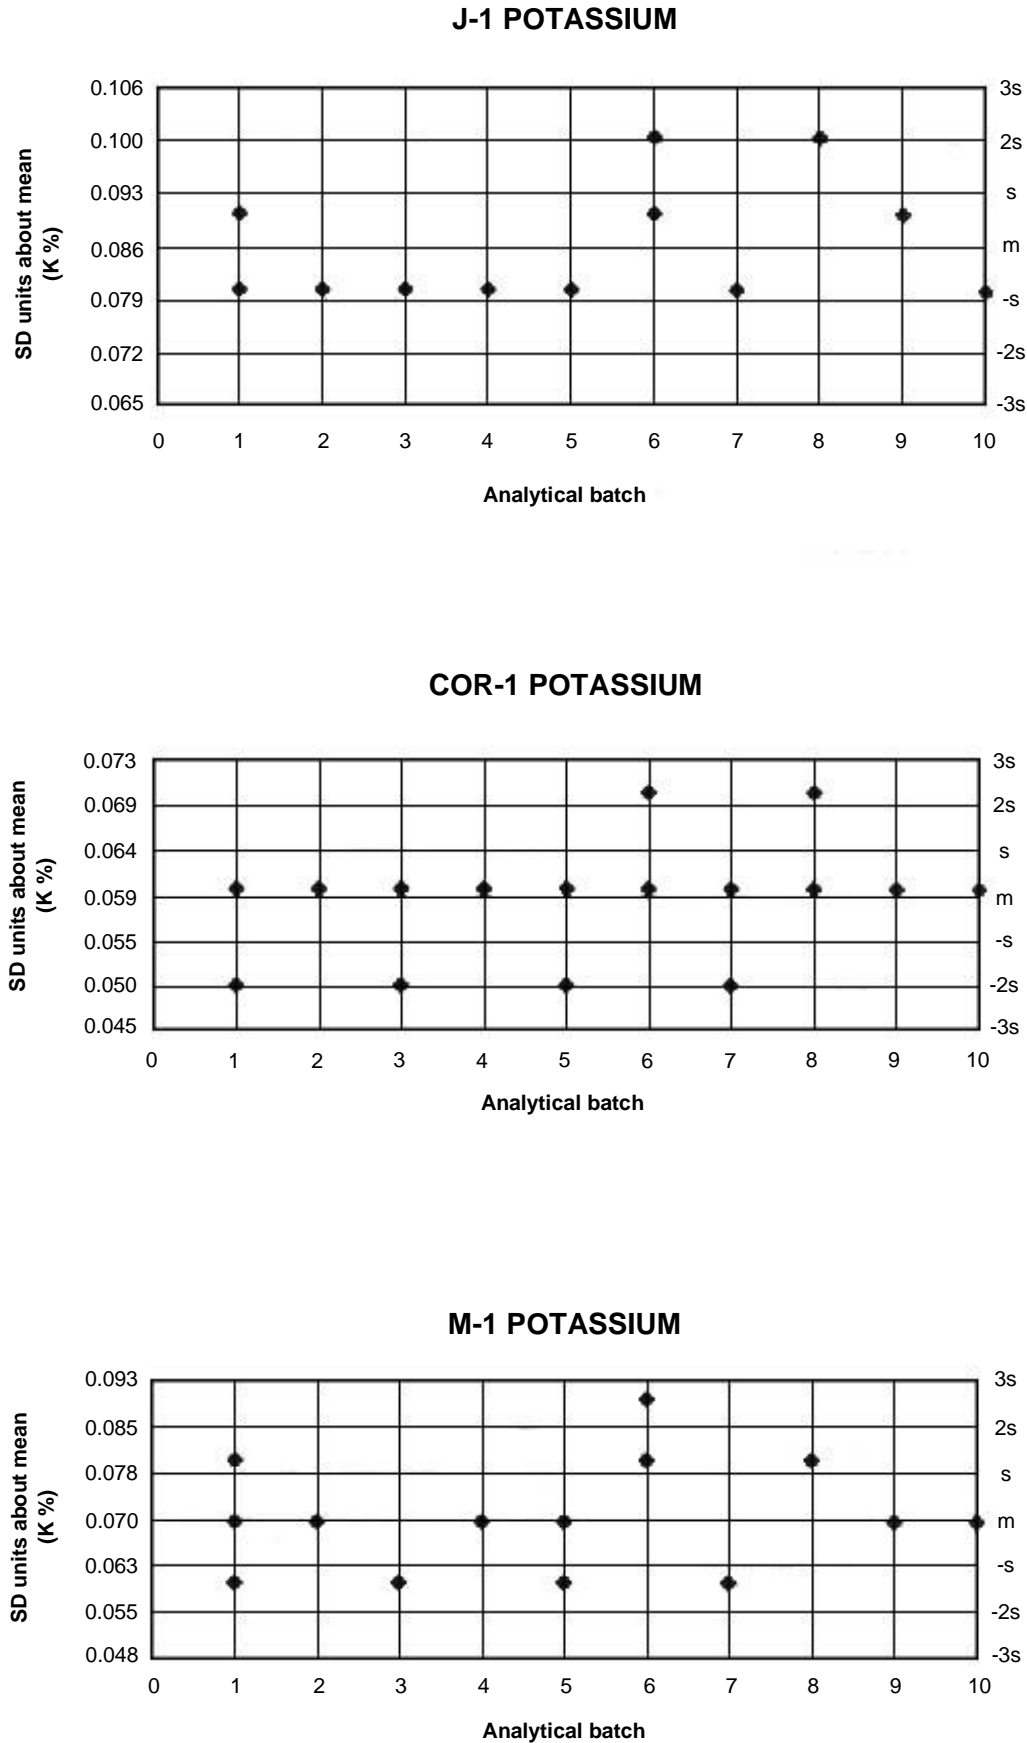 J-1 POTASSIUM
SD units about mean
(K %)
0.106
0.100
0.093
0.086
0.079
0.072
0.065
3s
2s
s
m
-s
-2s
-3s
0 1 2 3 4 5 6 7 8 9 10
Analytical batch
COR-1 POTASSIUM
SD units about mean
(K %)
0.073
0.069
0.064
0.059
0.055
0.050
0.045
3s
2s
s
m
-s
-2s
-3s
0 1 2 3 4 5 6 7 8 9 10
Analytical batch
M-1 POTASSIUM
SD units about mean
(K %)
0.093
0.085
0.078
0.070
0.063
0.055
0.048
3s
2s
s
m
-s
-2s
-3s
0 1 2 3 4 5 6 7 8 9 10
Analytical batch